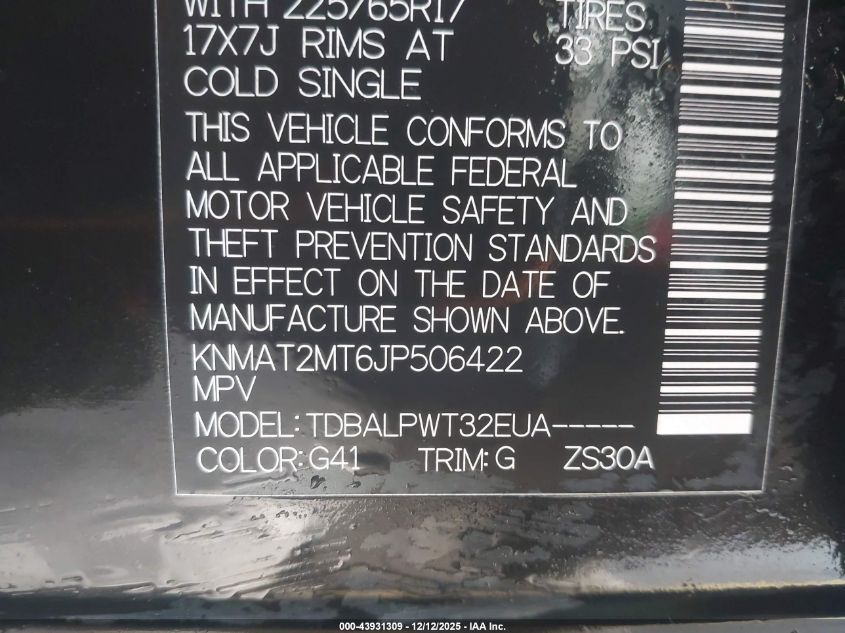 WITH 225/65R17 TIRES
17X7J RIMS AT 33 PSI
COLD SINGLE
THIS VEHICLE CONFORMS TO
ALL APPLICABLE FEDERAL
MOTOR VEHICLE SAFETY AND
THEFT PREVENTION STANDARDS
IN EFFECT ON THE DATE OF
MANUFACTURE SHOWN ABOVE.
KNMAT2MT6JP506422
MPV
MODEL: TDBALPWT32EUA-----
COLOR: G41 TRIM: G ZS30A
000-43931309 - 12/12/2025 - IAA Inc.